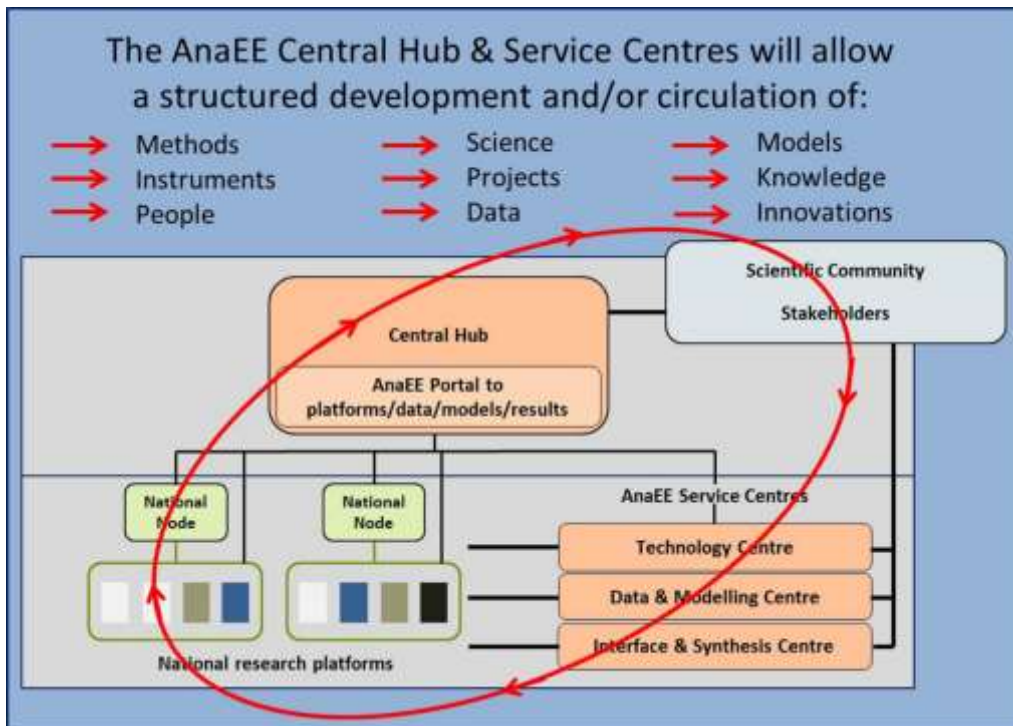 The AnaEE Central Hub & Service Centres will allow
a structured development and/or circulation of:
Methods
Instruments
People
Science
Projects
Data
Models
Knowledge
Innovations
Scientific Community
Stakeholders
Central Hub
AnaEE Portal to
platforms/data/models/results
National
Node
National
Node
AnaEE Service Centres
Technology Centre
Data & Modelling Centre
Interface & Synthesis Centre
National research platforms